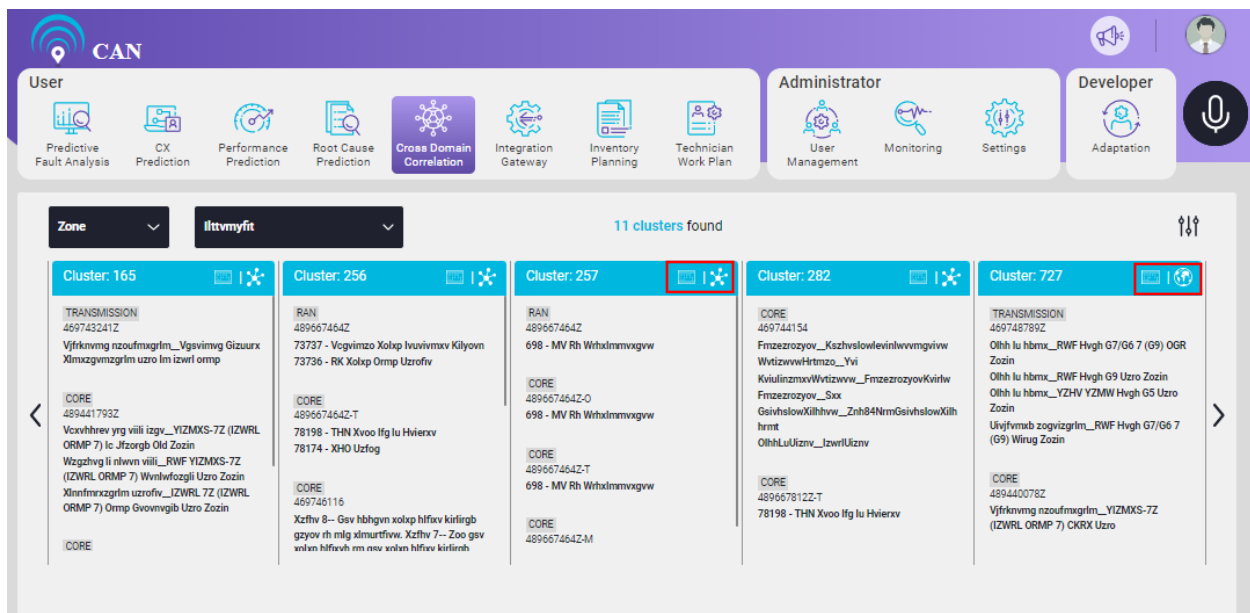 CAN
User
Administrator
Developer
Predictive
Fault Analysis
CX
Prediction
Performance
Prediction
Root Cause
Prediction
Cross Domain
Correlation
Integration
Gateway
Inventory
Planning
Technician
Work Plan
User
Management
Monitoring
Settings
Adaptation
Zone
Ilttvmyfit
11 clusters found
Cluster: 165
TRANSMISSION
469743241Z
Vjfrknvmg nzoufmxgrlm__Vgsvimvg Gizuurx
Xlmxzgvmzgrlm uzro lm izwrl ormp
CORE
489441793Z
Vcxvhhrev yrg viili izgv__YIZMXS-7Z (IZWRL
ORMP 7) lc Jfzorgb Old Zozin
Wzgzhvg li nlwvn viili__RWF YIZMXS-7Z
(IZWRL ORMP 7) Wvnlwfozgli Uzro Zozin
Xlnnfmrxzgrlm uzrofiv__IZWRL 7Z (IZWRL
ORMP 7) Ormp Gvovnvgib Uzro Zozin
CORE
Cluster: 256
RAN
489667464Z
73737 - Vcgvimzo Xolxp Ivuvivmxv Kilyovn
73736 - RK Xolxp Ormp Uzrofiv
CORE
489667464Z-T
78198 - THN Xvoo Ifg lu Hvierxv
78174 - XHO Uzfog
CORE
469746116
Xzfhv 8-- Gsv hbhgvn xolxp hlfixv kirlirgb
gzyov rh mlg xlmurtfivw. Xzfhv 7-- Zoo gsv
xolxp hlfixvh rm gsv xolxp hlfixv kirlirgb
Cluster: 257
RAN
489667464Z
698 - MV Rh Wrhxlmmvxgvw
CORE
489667464Z-O
698 - MV Rh Wrhxlmmvxgvw
CORE
489667464Z-T
698 - MV Rh Wrhxlmmvxgvw
CORE
489667464Z-M
Cluster: 282
CORE
469744154
Fmzezrozyov__Kszhvslowlevinlwvvmgvivw
WvtizwvwHrtmzo__Yvi
KviulinzmxvWvtizwvw__FmzezrozyovKvirlw
Fmzezrozyov__Sxx
GsivhslowXilhhvw__Znh84NrmGsivhslowXilh
hrmt
OlhhLuUiznv__IzwrlUiznv
CORE
489667812Z-T
78198 - THN Xvoo Ifg lu Hvierxv
Cluster: 727
TRANSMISSION
469748789Z
Olhh lu hbmx__RWF Hvgh G7/G6 7 (G9) OGR
Zozin
Olhh lu hbmx__RWF Hvgh G9 Uzro Zozin
Olhh lu hbmx__YZHV YZMW Hvgh G5 Uzro
Zozin
Uivjfvmxb zogvizgrlm__RWF Hvgh G7/G6 7
(G9) Wirug Zozin
CORE
489440078Z
Vjfrknvmg nzoufmxgrlm__YIZMXS-7Z
(IZWRL ORMP 7) CKRX Uzro